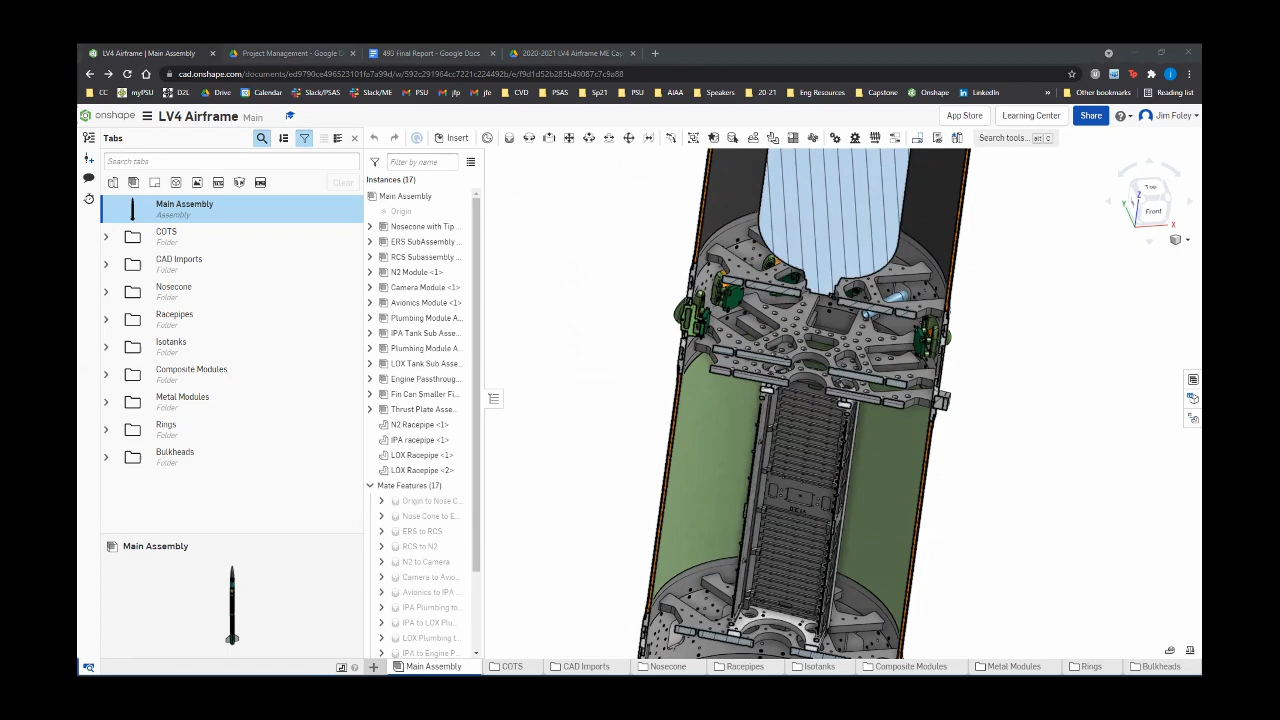 LV4 Airframe | Main Assembly
Project Management - Google D
493 Final Report - Google Docs
2020-2021 LV4 Airframe ME Ca
cad.onshape.com/documents/ed9790ce496523101fa7a99d/w/592c291964cc7221c224492b/e/f9d1d52b285b49087c7c9a88
CC
myPSU
D2L
Drive
Calendar
Slack/PSAS
Slack/ME
PSU
jfp
jfe
CVD
PSAS
Sp21
PSU
AIAA
Speakers
20-21
Eng Resources
Capstone
Onshape
LinkedIn
Other bookmarks
Reading list
onshape
LV4 Airframe Main
App Store
Learning Center
Share
Jim Foley
Tabs
Insert
Search tools... alt C
Search tabs
Filter by name
Clear
Instances (17)
Main Assembly
Assembly
COTS
Folder
CAD Imports
Folder
Nosecone
Folder
Racepipes
Folder
Isotanks
Folder
Composite Modules
Folder
Metal Modules
Folder
Rings
Folder
Bulkheads
Folder
Main Assembly
Main Assembly
Origin
Nosecone with Tip ...
ERS SubAssembly ...
RCS Subassembly ...
N2 Module <1>
Camera Module <1>
Avionics Module <1>
Plumbing Module A...
IPA Tank Sub Asse...
Plumbing Module A...
LOX Tank Sub Asse...
Engine Passthroug...
Fin Can Smaller Fi...
Thrust Plate Asse...
N2 Racepipe <1>
IPA racepipe <1>
LOX Racepipe <1>
LOX Racepipe <2>
Mate Features (17)
Origin to Nose C...
Nose Cone to E...
ERS to RCS
RCS to N2
N2 to Camera
Camera to Avio...
Avionics to IPA ...
IPA Plumbing to...
IPA to LOX Plu...
LOX Plumbing t...
IPA to Engine P...
Top
Front
Z
Y
X
Main Assembly
COTS
CAD Imports
Nosecone
Racepipes
Isotanks
Composite Modules
Metal Modules
Rings
Bulkheads